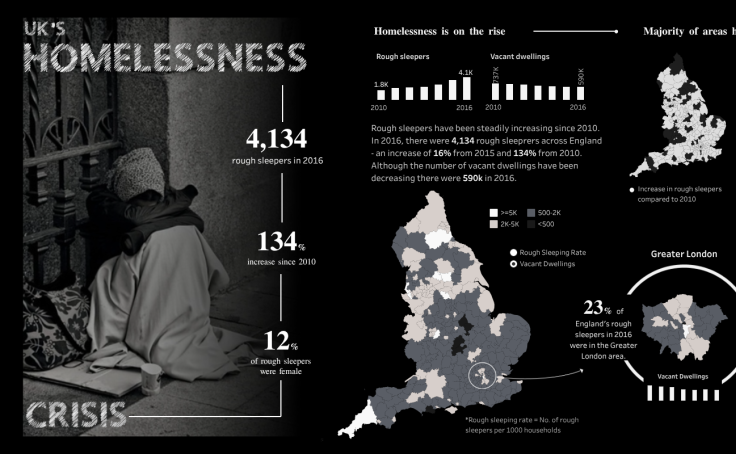 UK'S
HOMELESSNESS
4,134
rough sleepers in 2016
134%
increase since 2010
12%
of rough sleepers
were female
CRISIS
Homelessness is on the rise
Rough sleepers
1.8K
4.1K
2010
2016
Vacant dwellings
737K
590K
2010
2016
Rough sleepers have been steadily increasing since 2010.
In 2016, there were 4,134 rough sleeprers across England
- an increase of 16% from 2015 and 134% from 2010.
Although the number of vacant dwellings have been
decreasing there were 590k in 2016.
>=5K
500-2K
2K-5K
<500
Rough Sleeping Rate
Vacant Dwellings
*Rough sleeping rate = No. of rough
sleepers per 1000 households
Majority of areas h
Increase in rough sleepers
compared to 2010
Greater London
23% of
England's rough
sleepers in 2016
were in the Greater
London area.
Vacant Dwellings